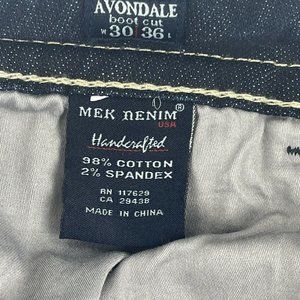 AVONDALE
boot cut
W 30 | 36 L
MEK DENIM®
USA
Handcrafted
98% COTTON
2% SPANDEX
RN 117629
CA 29438
MADE IN CHINA